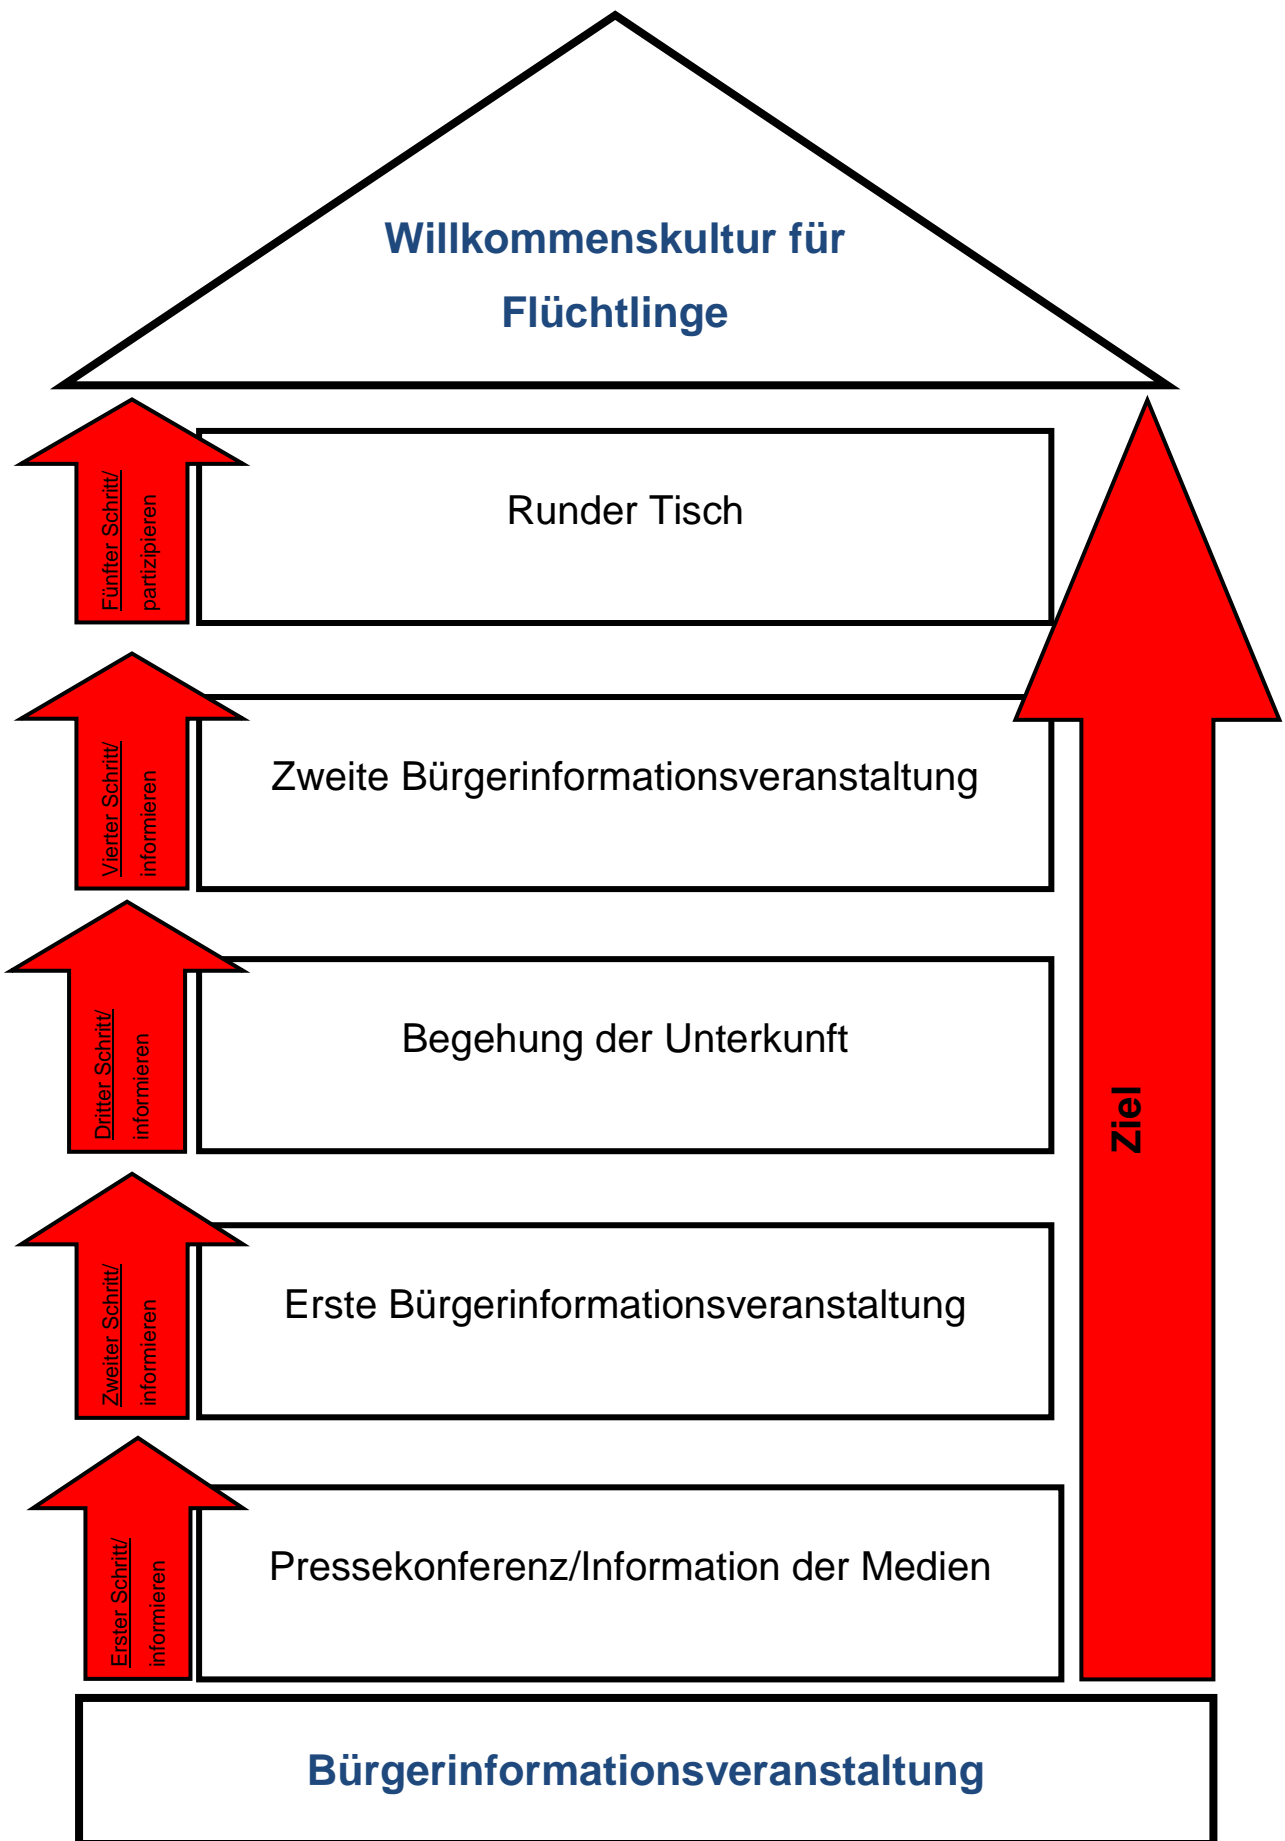 Willkommenskultur für
Flüchtlinge
Fünfter Schritt/
partizipieren
Runder Tisch
Vierter Schritt/
informieren
Zweite Bürgerinformationsveranstaltung
Dritter Schritt/
informieren
Begehung der Unterkunft
Ziel
Zweiter Schritt/
informieren
Erste Bürgerinformationsveranstaltung
Erster Schritt/
informieren
Pressekonferenz/Information der Medien
Bürgerinformationsveranstaltung